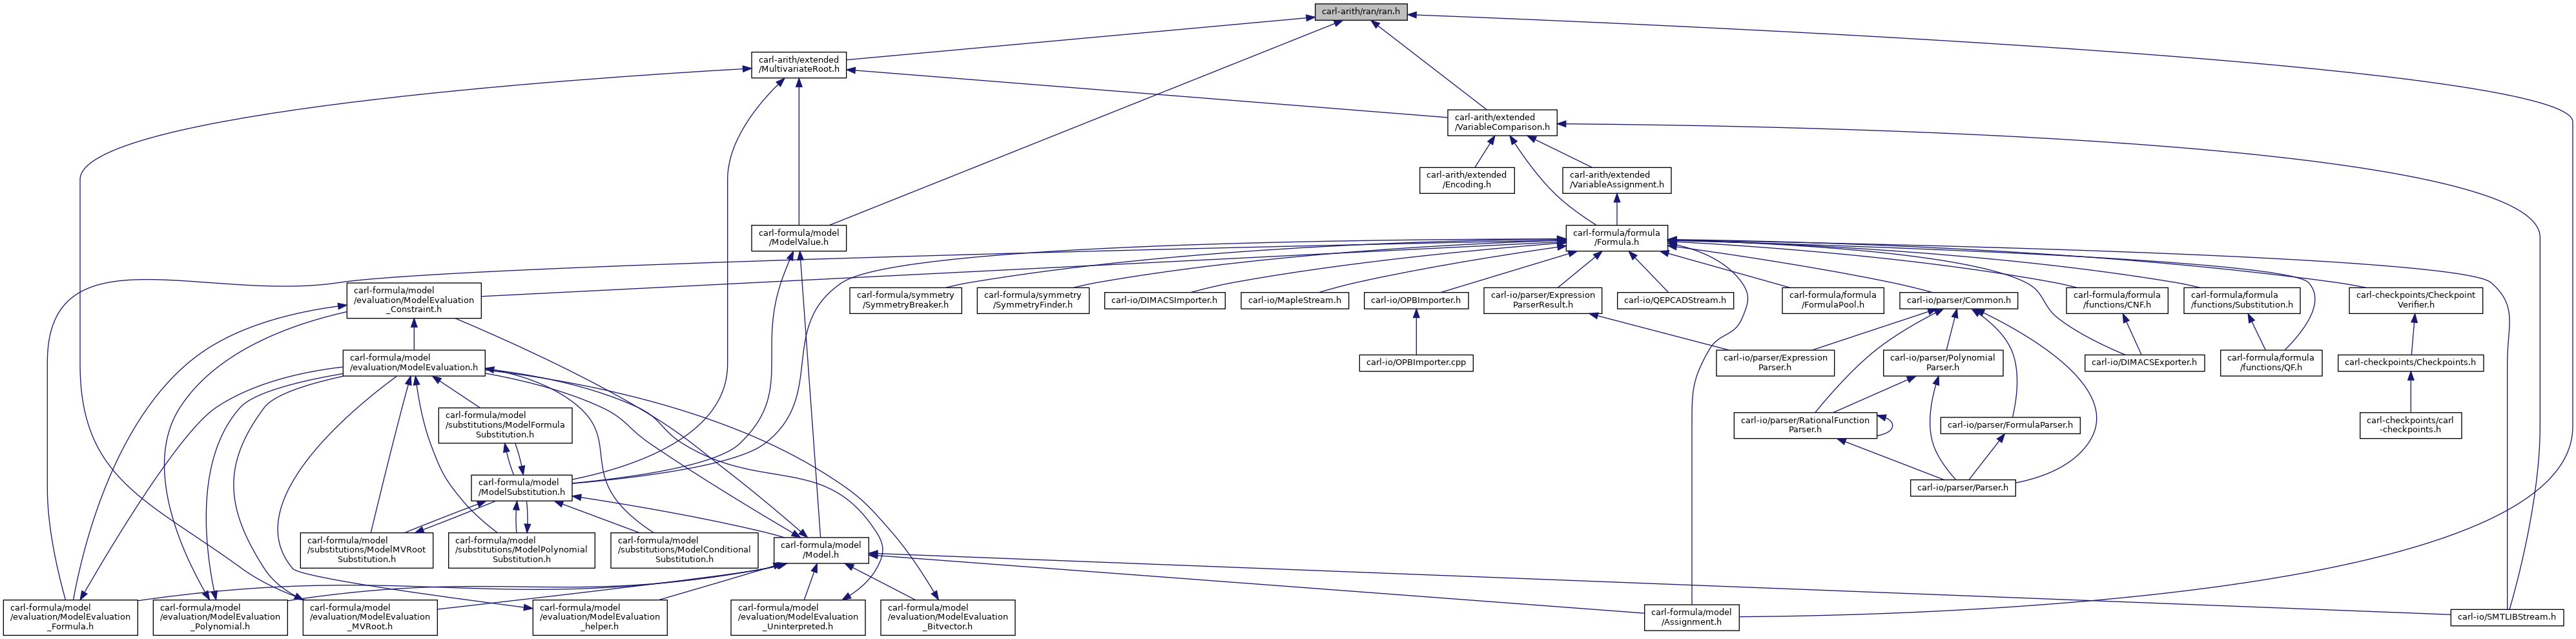 carl-arith/ran/ran.h
carl-arith/extended
/MultivariateRoot.h
carl-arith/extended
/VariableComparison.h
carl-arith/extended
/Encoding.h
carl-arith/extended
/VariableAssignment.h
carl-formula/model
/ModelValue.h
carl-formula/formula
/Formula.h
carl-formula/model
/evaluation/ModelEvaluation
_Constraint.h
carl-formula/symmetry
/SymmetryBreaker.h
carl-formula/symmetry
/SymmetryFinder.h
carl-io/DIMACSImporter.h
carl-io/MapleStream.h
carl-io/OPBImporter.h
carl-io/parser/Expression
ParserResult.h
carl-io/QEPCADStream.h
carl-formula/formula
/FormulaPool.h
carl-io/parser/Common.h
carl-formula/formula
/functions/CNF.h
carl-formula/formula
/functions/Substitution.h
carl-checkpoints/Checkpoint
Verifier.h
carl-formula/model
/evaluation/ModelEvaluation.h
carl-io/OPBImporter.cpp
carl-io/parser/Expression
Parser.h
carl-io/parser/Polynomial
Parser.h
carl-io/DIMACSExporter.h
carl-formula/formula
/functions/QF.h
carl-checkpoints/Checkpoints.h
carl-formula/model
/substitutions/ModelFormula
Substitution.h
carl-io/parser/RationalFunction
Parser.h
carl-io/parser/FormulaParser.h
carl-checkpoints/carl
-checkpoints.h
carl-formula/model
/ModelSubstitution.h
carl-io/parser/Parser.h
carl-formula/model
/substitutions/ModelMVRoot
Substitution.h
carl-formula/model
/substitutions/ModelPolynomial
Substitution.h
carl-formula/model
/substitutions/ModelConditional
Substitution.h
carl-formula/model
/Model.h
carl-formula/model
/evaluation/ModelEvaluation
_Formula.h
carl-formula/model
/evaluation/ModelEvaluation
_Polynomial.h
carl-formula/model
/evaluation/ModelEvaluation
_MVRoot.h
carl-formula/model
/evaluation/ModelEvaluation
_helper.h
carl-formula/model
/evaluation/ModelEvaluation
_Uninterpreted.h
carl-formula/model
/evaluation/ModelEvaluation
_Bitvector.h
carl-formula/model
/Assignment.h
carl-io/SMTLIBStream.h